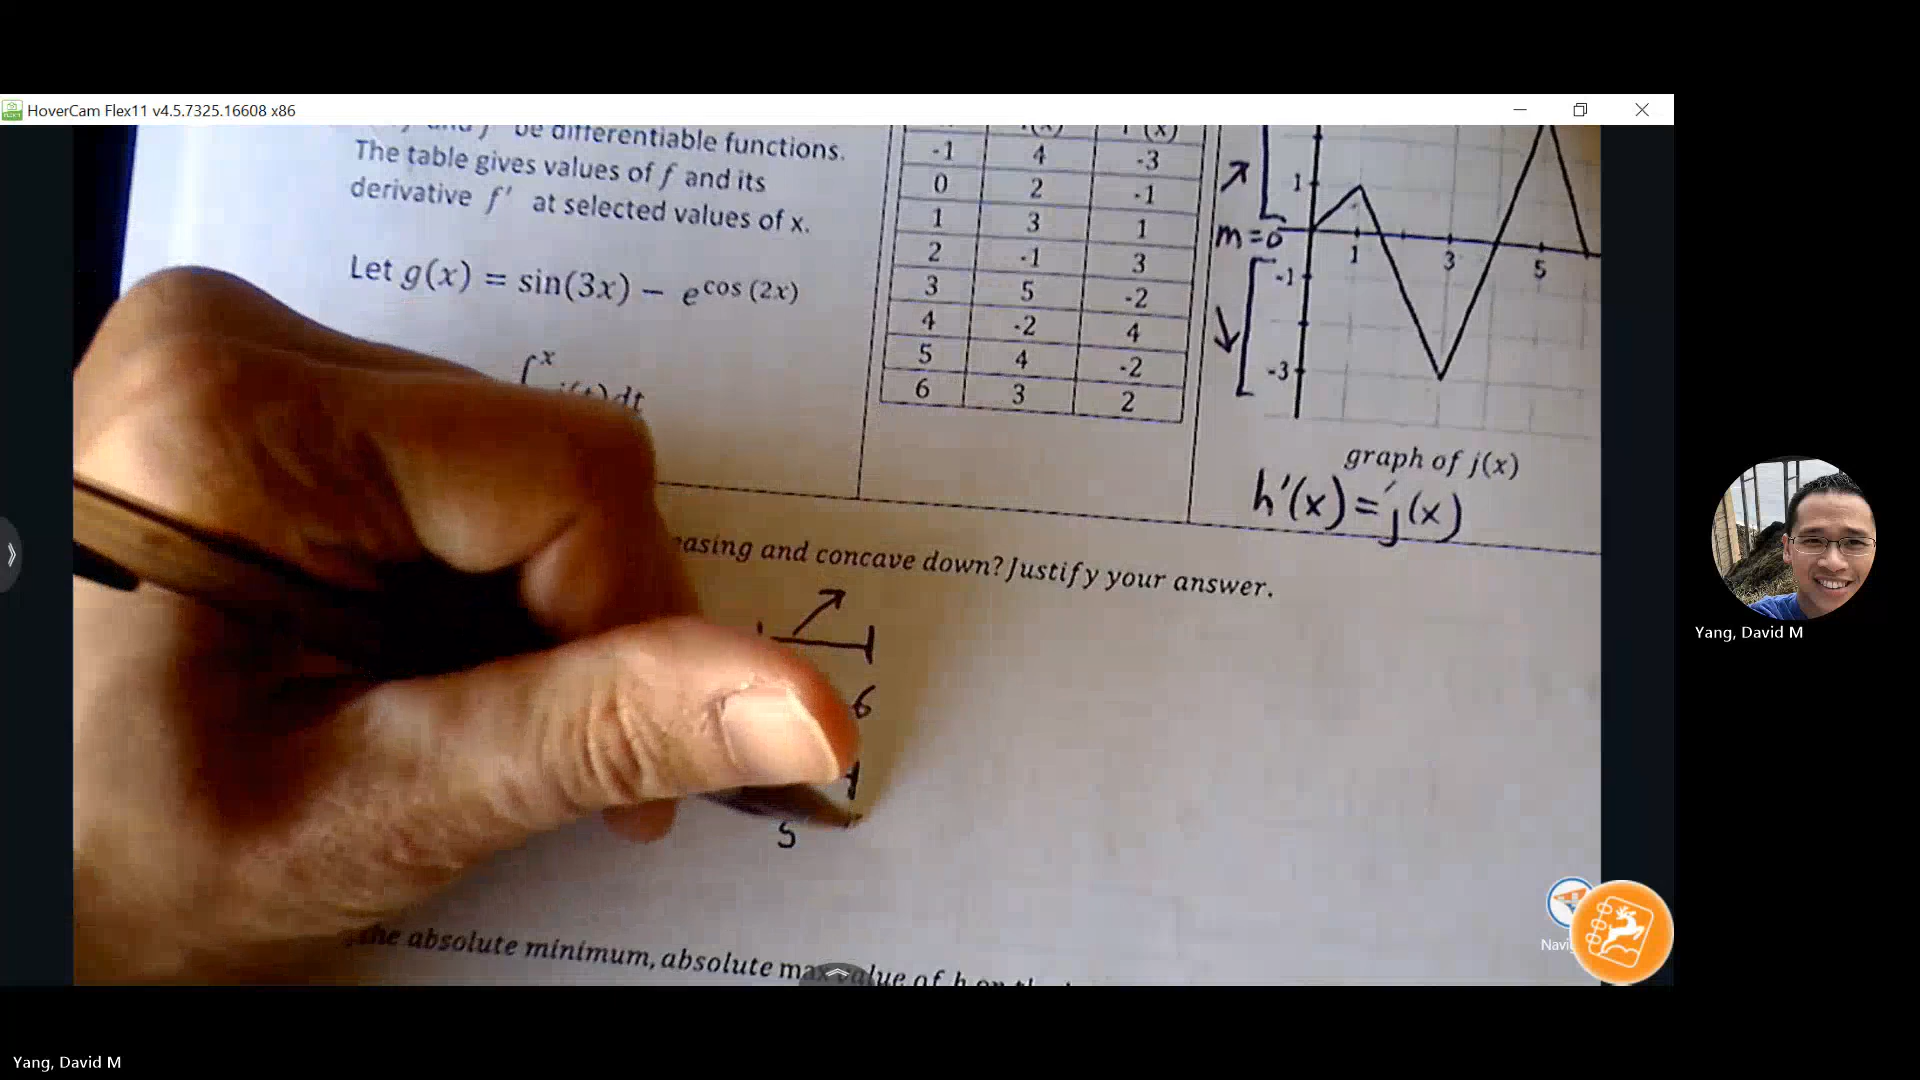 HoverCam Flex11 v4.5.7325.16608 x86
be differentiable functions.
The table gives values of f and its
derivative f' at selected values of x.
Let g(x) = sin(3x) − e^cos (2x)
x
dt
-1 4 -3
0 2 -1
1 3 1
2 -1 3
3 5 -2
4 -2 4
5 4 -2
6 3 2
m=0
1
-1
-3
1 3 5
graph of j(x)
h'(x) = j(x)
easing and concave down? Justify your answer.
6
5
the absolute minimum, absolute max value of h on
Yang, David M
Yang, David M